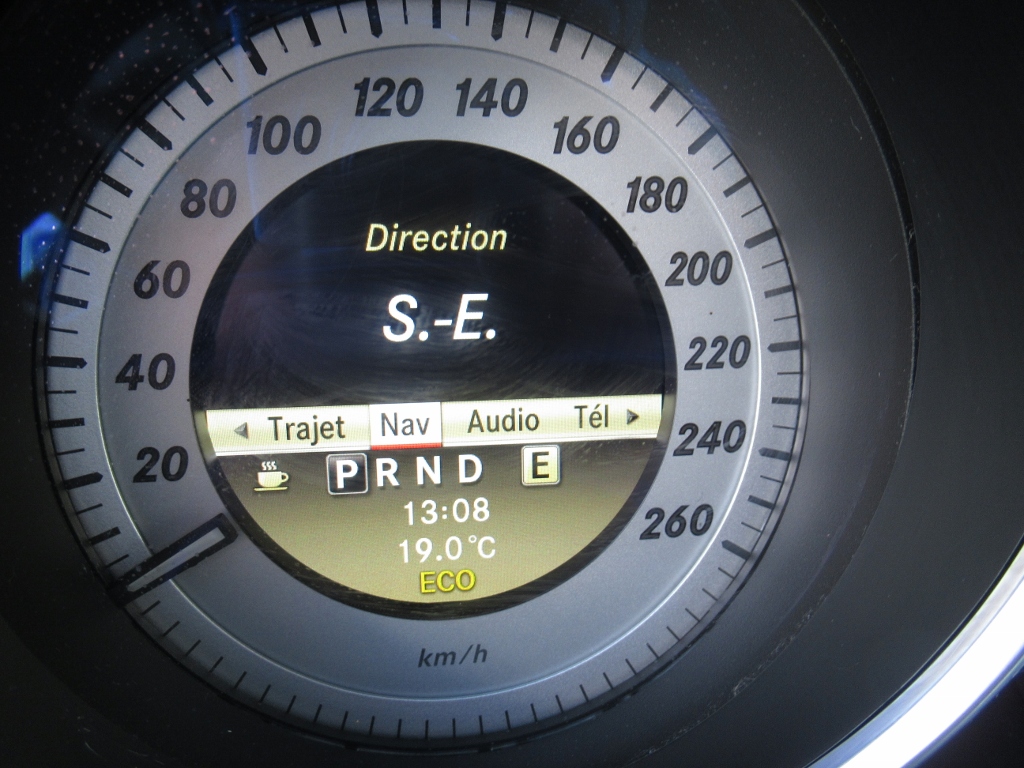 120 140
100 160
80 180
60 200
40 220
20 240
260
Direction
S.-E.
Trajet Nav Audio Tél
P R N D E
13:08
19.0°C
ECO
km/h